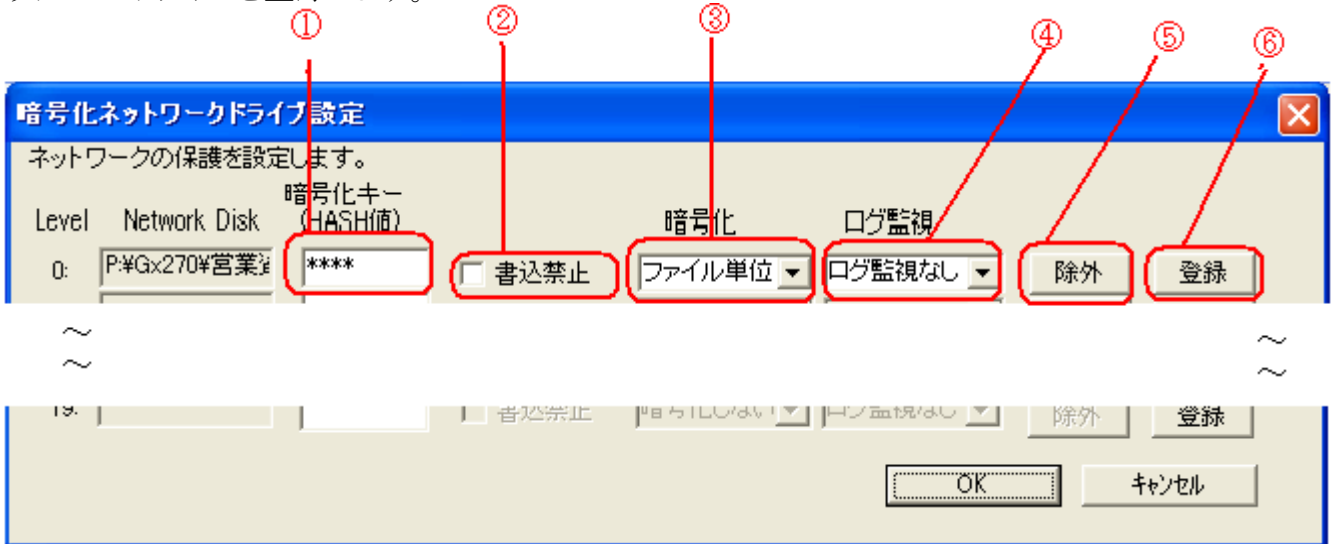 ① ② ③ ④ ⑤ ⑥
暗号化ネットワークドライブ設定
ネットワークの保護を設定します。
暗号化キー
Level Network Disk (HASH値) 暗号化 ログ監視
0: P:¥Gx270¥営業 **** 書込禁止 ファイル単位 ログ監視なし 除外 登録
~ ~
~ ~
19: 書込禁止 暗号化しない ログ監視なし 除外 登録
OK キャンセル